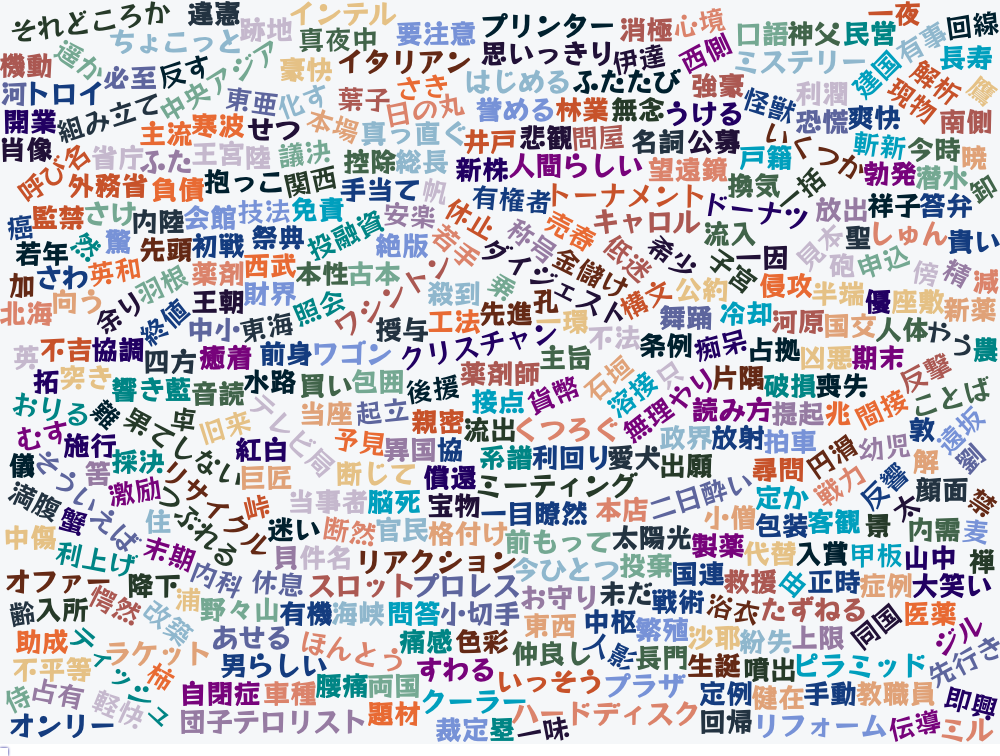 それどころか 違憲 跡地 インテル 要注意 プリンター 消極 心境 口語 神父 民営 一夜 回線
遥か ちょこっと 真夜中 思いっきり 伊達 西側 ミステリー 建国 有事 長寿
機動 必至 反す 中央アジア 豪快 イタリアン はじめる ふたたび 強豪 怪獣 利潤 現物 解析 鷹
河 トロイ 組み立て 東亜 化す 葉子 さき 日の丸 誉める 林業 無念 うける 恐慌 爽快 南側
開業 主流 寒波 せつ 本場 真っ直ぐ 井戸 悲観 問屋 名詞 公募 いくつか 斬新 今時 暁
肖像 呼び名 省庁 ふた 王宮 陸 議決 控除 総長 新株 人間らしい 望遠鏡 戸籍 勃発 潜水 卸
外務省 負債 抱っこ 関西 手当て 帆 有権者 トーナメント 換気 一括 放出 祥子 答弁
癌 監禁 さけ 内陸 会館 技法 免責 投融資 安楽 休止 称号 売春 キャロル ドーナツ 流入 見本 聖 しゅん 貴い
若年 然 驚 先頭 初戦 祭典 絶版 若手 ダイジェスト 金儲け 低迷 希少 子宮 一因 砲 申込 傍 精 減
加 さわ 英和 羽根 薬剤 西武 本性 古本 ワシントン 殺到 乗 孔 構文 公約 侵攻 半端 優 座敷 新薬
北海 向う 余り 終値 王朝 財界 照会 中小 東海 授与 工法 先進 一環 不法 舞踊 冷却 河原 国交 人体 やっ 農
英 不吉 協調 四方 癒着 前身 ワゴン クリスチャン 主旨 条例 痴呆 占拠 凶悪 期末 反撃
拓 突き 響き 藍 音読 水路 買い 包囲 後援 薬剤師 接点 貨幣 石垣 溶接 只 無理やり 片隅 破損 喪失 ことば
おりる 難 果てしない 卓 旧来 テレビ局 当座 起立 親密 流出 くつろぐ 読み方 提起 兆 間接 敦 遠坂
むす 施行 紅白 予見 異国 協 系譜 利回り 愛犬 出願 政界 放射 拍車 尋問 円滑 幼児 解 劉
儀 そういえば 筈 採決 リサイクル 巨匠 断じて 償還 ミーティング 二日酔い 定か 戦力 反響 太 顔面 禁
満腹 蟹 激励 つぶれる 峠 当事者 脳死 宝物 一目瞭然 本店 小僧 包装 客観 景 内需 麦
中傷 利上げ 住 末期 迷い 断然 官民 格付け 前もって 太陽光 製薬 代替 入賞 甲板 山中 禅
オファー 降下 内科 休息 貝 件名 リアクション 今ひとつ 投棄 国連 救援 母 正時 症例 大笑い
齢 入所 愕然 改築 浦 野々山 有機 海峡 スロット プロレス 問答 小切手 お守り 未だ 戦術 浴衣 たずねる 同国 医薬
助成 ティッシュ ラケット あせる ほんとう 痛感 色彩 東西 中枢 繁殖 沙耶 紛失 上限 ジル
不平等 柿 男らしい すわる 仲良し 人影 長門 生誕 噴出 ピラミッド 先行き
侍 占有 軽快 自閉症 車種 腰痛 両国 クーラー いっそう プラザ 定例 健在 手動 教職員 即興
オンリー 団子 テロリスト 題材 裁定 塁 一味 ハードディスク 回帰 リフォーム 伝導 ミル